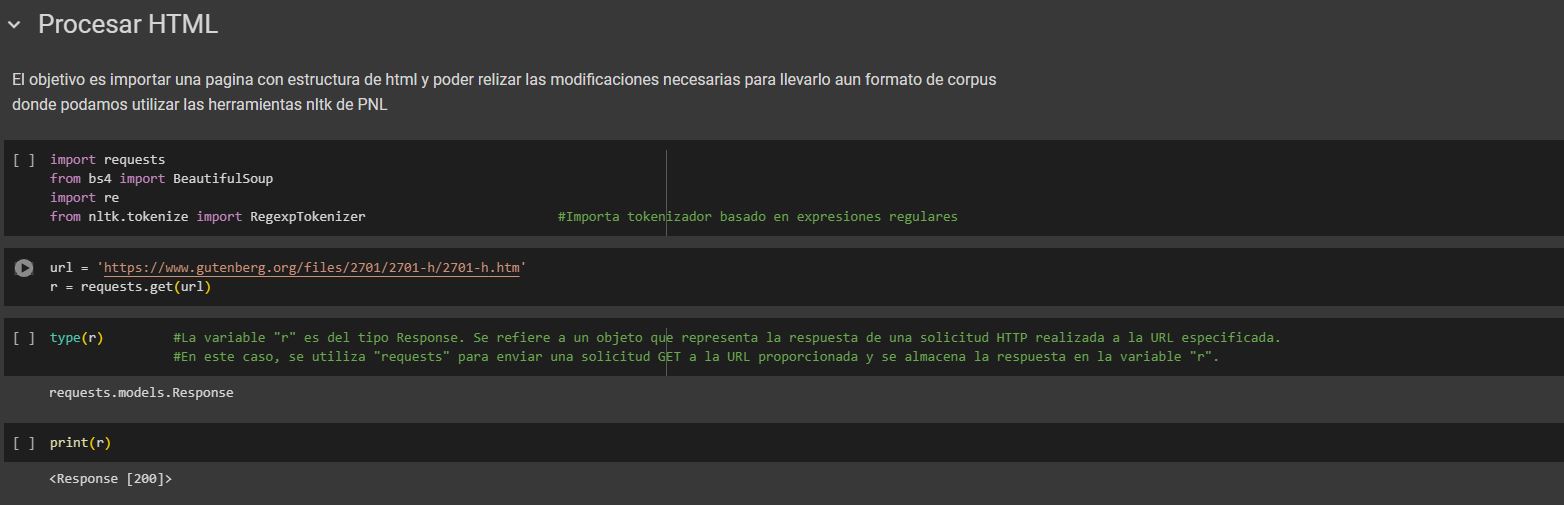 Procesar HTML
El objetivo es importar una pagina con estructura de html y poder relizar las modificaciones necesarias para llevarlo aun formato de corpus
donde podamos utilizar las herramientas nltk de PNL
[ ] import requests
from bs4 import BeautifulSoup
import re
from nltk.tokenize import RegexpTokenizer #Importa tokenizador basado en expresiones regulares
url = 'https://www.gutenberg.org/files/2701/2701-h/2701-h.htm'
r = requests.get(url)
[ ] type(r) #La variable "r" es del tipo Response. Se refiere a un objeto que representa la respuesta de una solicitud HTTP realizada a la URL especificada.
#En este caso, se utiliza "requests" para enviar una solicitud GET a la URL proporcionada y se almacena la respuesta en la variable "r".
requests.models.Response
[ ] print(r)
<Response [200]>